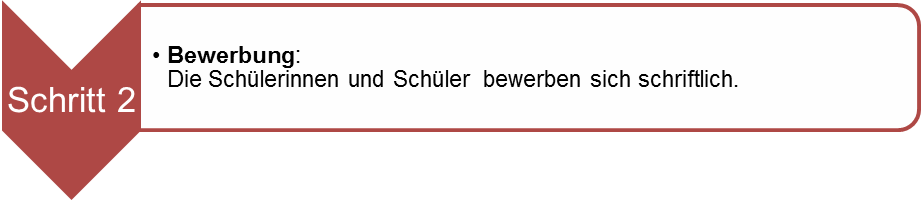 Schritt 2
• Bewerbung:
Die Schülerinnen und Schüler bewerben sich schriftlich.